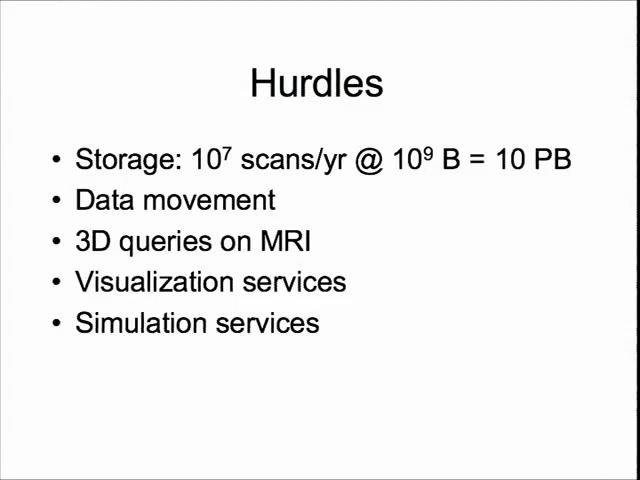 Hurdles
• Storage: 10⁷ scans/yr @ 10⁹ B = 10 PB
• Data movement
• 3D queries on MRI
• Visualization services
• Simulation services